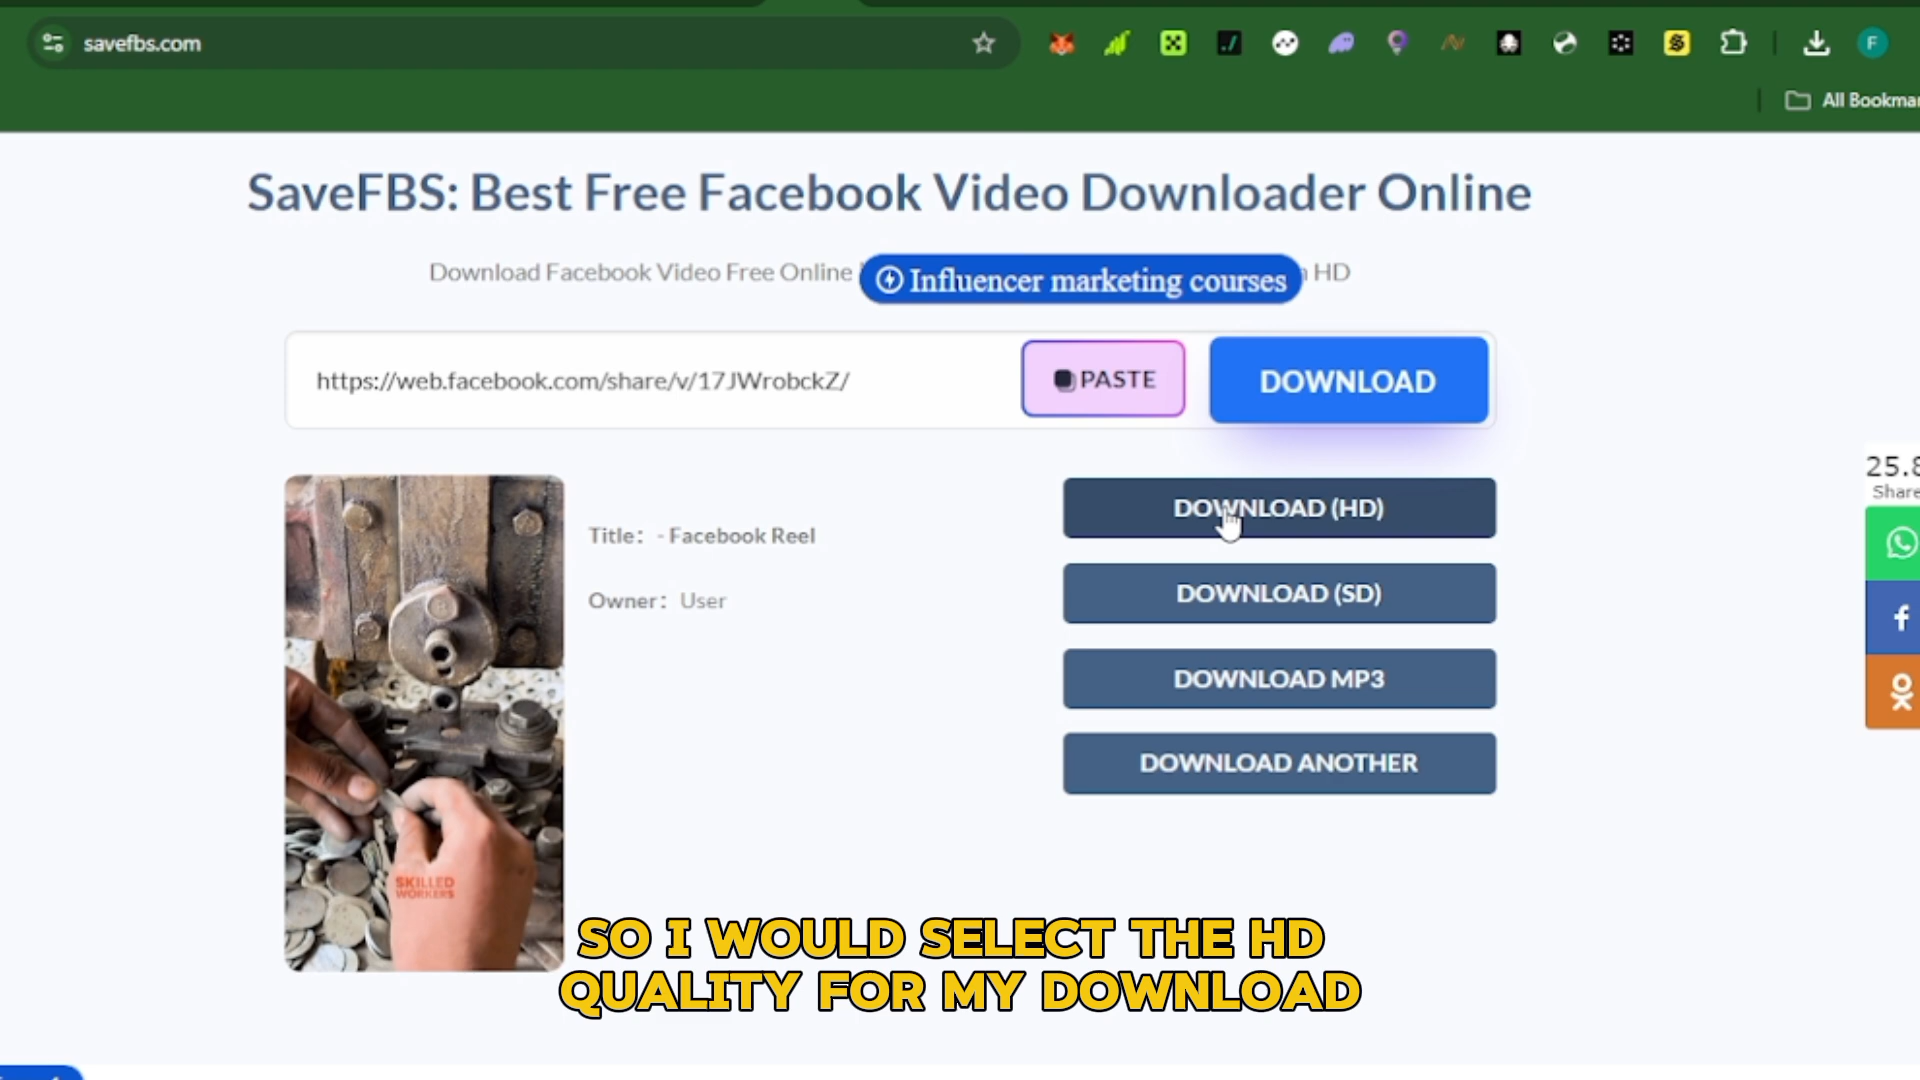 savefbs.com
F
All Bookmar
SaveFBS: Best Free Facebook Video Downloader Online
Download Facebook Video Free Online
Influencer marketing courses
HD
https://web.facebook.com/share/v/17JWrobckZ/
PASTE
DOWNLOAD
25.8
Share
DOWNLOAD (HD)
Title: - Facebook Reel
DOWNLOAD (SD)
Owner: User
DOWNLOAD MP3
DOWNLOAD ANOTHER
SKILLED
WORKERS
SO I WOULD SELECT THE HD
QUALITY FOR MY DOWNLOAD